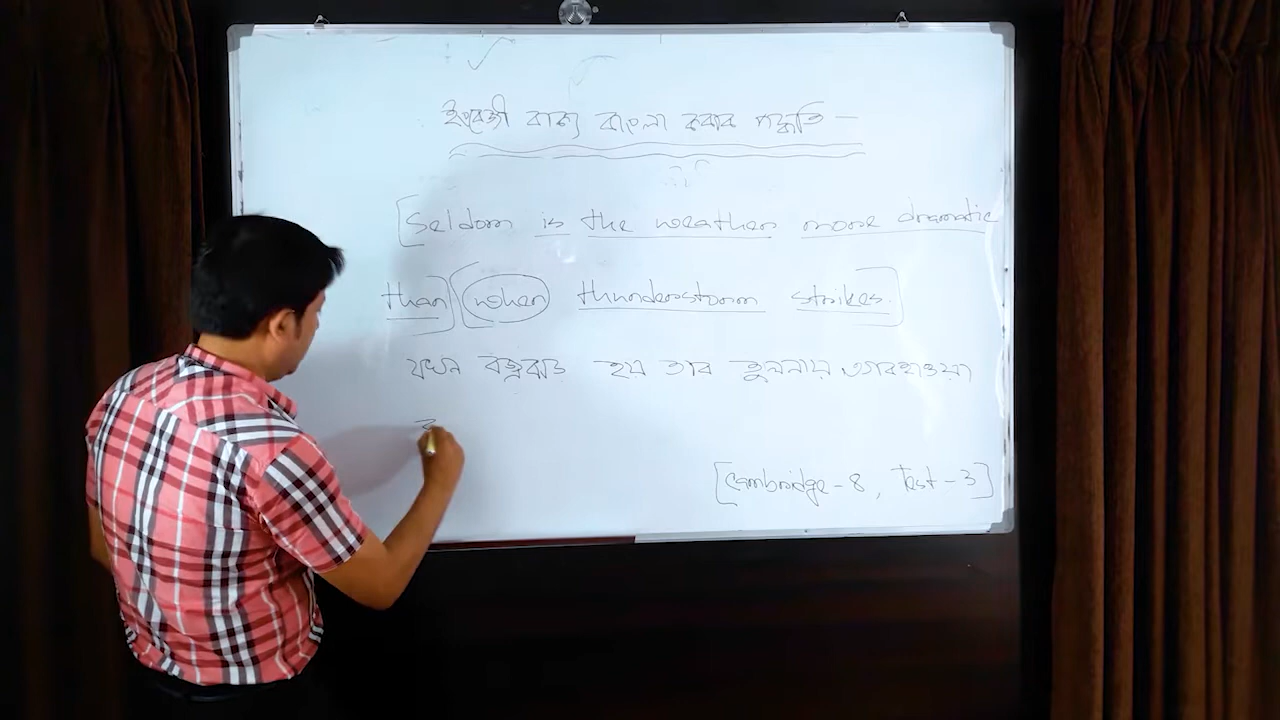 ইংরেজী বাক্য বাংলা করার পদ্ধতি —
[Seldom is the weather more dramatic
than] [when thunderstorm strikes.]
যখন বজ্রঝড় হয় তার তুলনায় আবহাওয়া
ক
[Cambridge - 8, Test - 3]